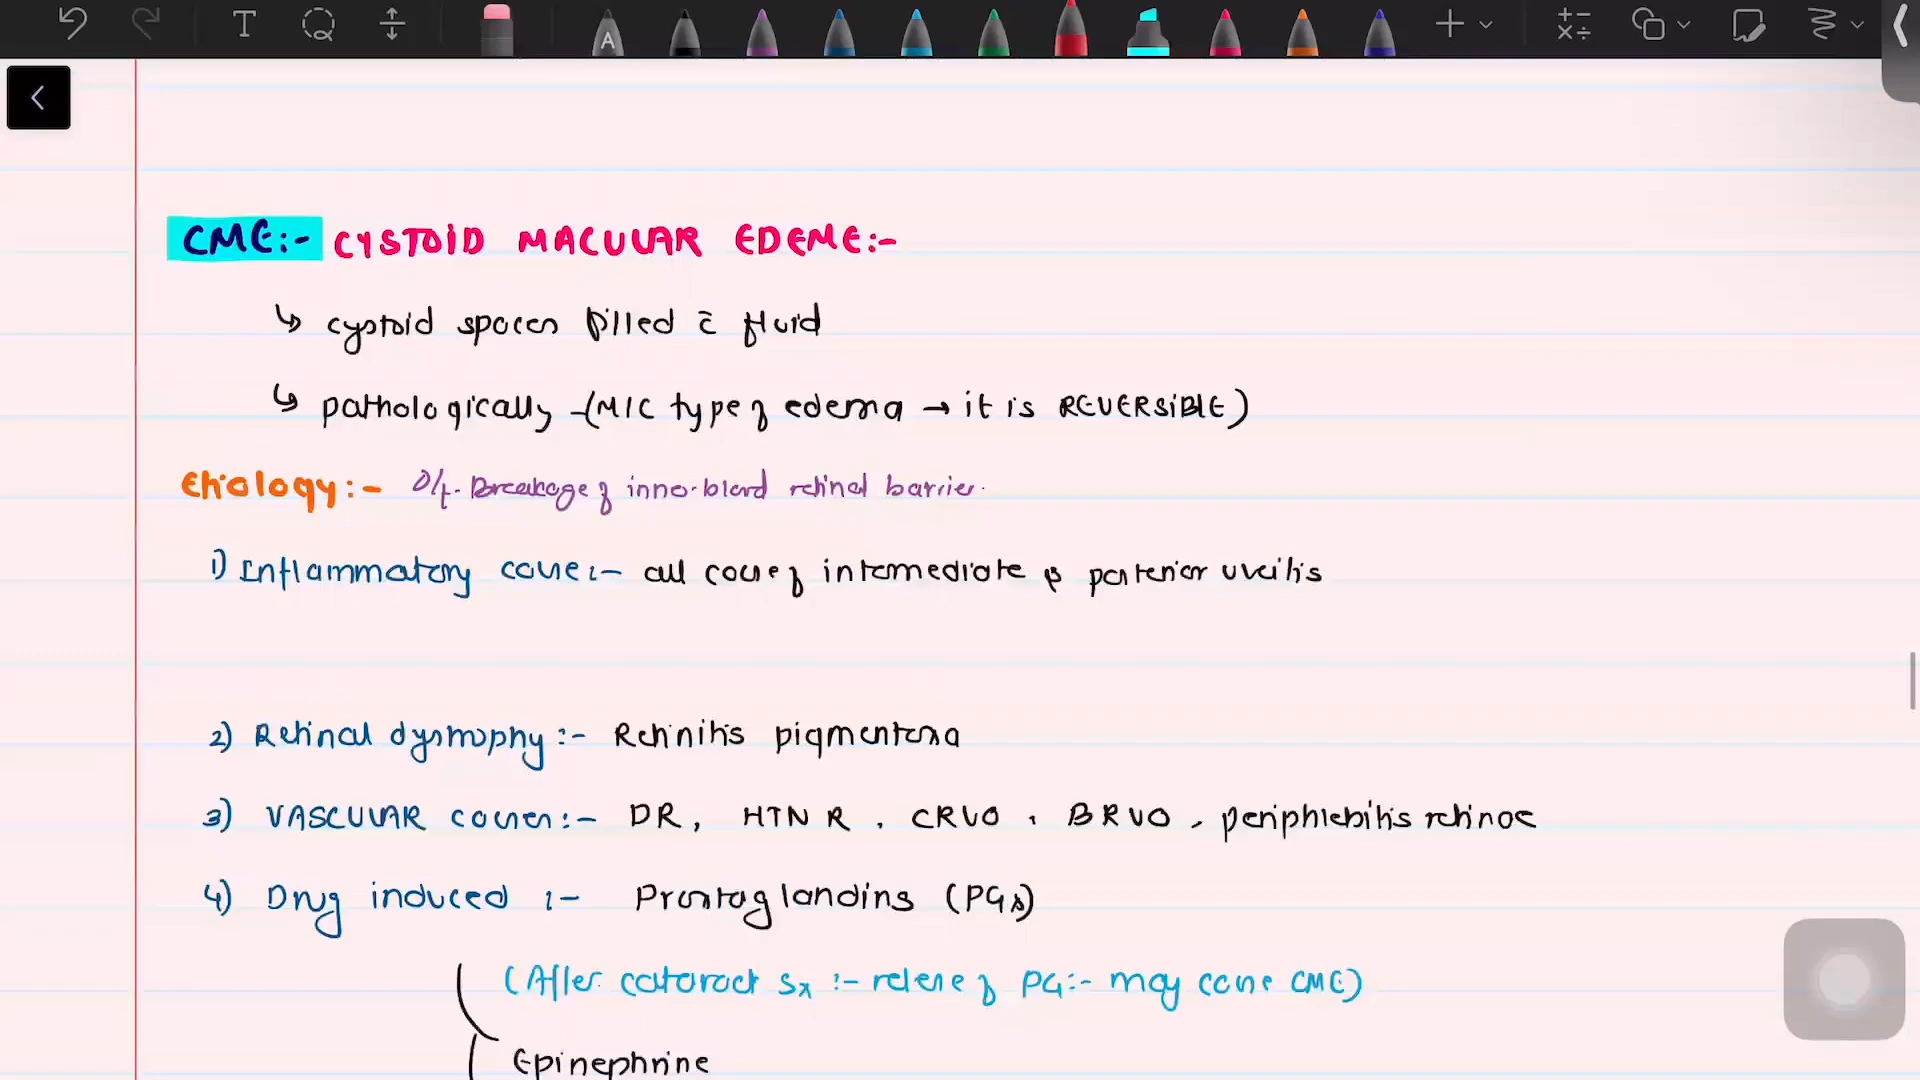 CME:- CYSTOID MACULAR EDEME:-
↳ cystoid spaces filled c̄ fluid
↳ pathologically -(M/C type of edema → it is REVERSIBLE)
Etiology:- D/t. Breakage of inner blood retinal barrier.
1) Inflammatory cause:- all cause of intermediate & posterior uveitis
2) Retinal dystrophy:- Retinitis pigmentosa
3) VASCULAR causes:- DR, HTN R, CRVO, BRVO, periphlebitis retinae
4) Drug induced :- Prostaglandins (PGs)
(After cataract Sx :- release of PG:- may cause CME)
Epinephrine